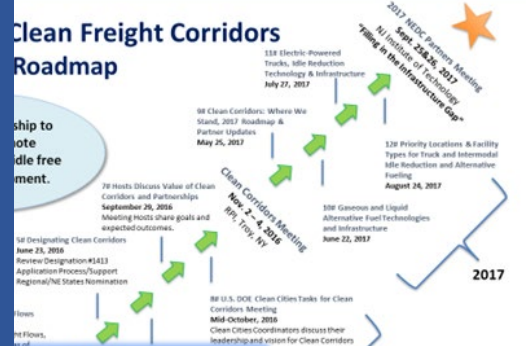 Clean Freight Corridors
Roadmap
ship to
mote
idle free
ment.
11# Electric-Powered
Trucks, Idle Reduction
Technology & Infrastructure
July 27, 2017
2017 NEDC Partners Meeting
Sept. 25&26, 2017
NJ Institute of Technology
"Filling in the Infrastructure Gap"
9# Clean Corridors: Where We
Stand, 2017 Roadmap &
Partner Updates
May 25, 2017
12# Priority Locations & Facility
Types for Truck and Intermodal
Idle Reduction and Alternative
Fueling
August 24, 2017
7# Hosts Discuss Value of Clean
Corridors and Partnerships
September 29, 2016
Meeting Hosts share goals and
expected outcomes.
Clean Corridors Meeting
Nov. 2 – 4, 2016
RPI, Troy, NY
10# Gaseous and Liquid
Alternative Fuel Technologies
and Infrastructure
June 22, 2017
5# Designating Clean Corridors
June 23, 2016
Review Designation #1413
Application Process/Support
Regional/NE States Nomination
2017
8# U.S. DOE Clean Cities Tasks for Clean
Corridors Meeting
Mid-October, 2016
Clean Cities Coordinators discuss their
leadership and vision for Clean Corridors
flows
ht Flows,